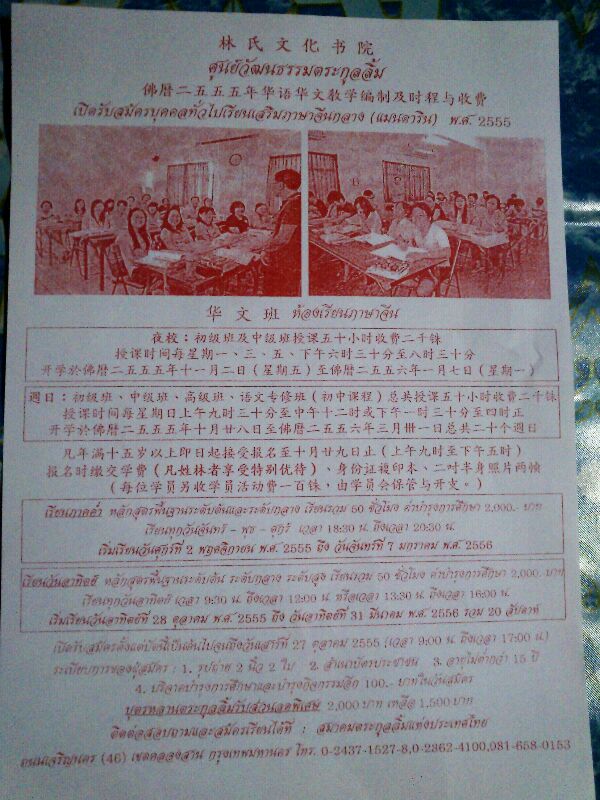 林氏文化书院
ศูนย์วัฒนธรรมตระกูลลิ้ม
佛曆二五五五年华语华文教学编制及时程与收费
เปิดรับสมัครบุคคลทั่วไปเรียนเสริมภาษาจีนกลาง (แมนดาริน) พ.ศ. 2555
华文班 ห้องเรียนภาษาจีน
夜校：初级班及中级班授课五十小时收费二千铢
授课时间每星期一、三、五、下午六时三十分至八时三十分
开学於佛曆二五五五年十一月二日（星期五）至佛曆二五五六年一月七日（星期一）
週日：初级班、中级班、高级班、语文专修班（初中课程）总共授课五十小时收费二千铢
授课时间每星期日上午九时三十分至中午十二时或下午一时三十分至四时正
开学於佛曆二五五五年十月廿八日至佛曆二五五六年三月卅一日总共二十个週日
凡年满十五岁以上即日起接受报名至十月廿九日止（上午九时至下午五时）
报名时缴交学费（凡姓林者享受特别优待）、身份证複印本、二吋半身照片两帧
（每位学员另收学员活动费一百铢，由学员会保管与开支。）
เรียนภาคค่ำ หลักสูตรพื้นฐานระดับต้นและระดับกลาง เรียนรวม 50 ชั่วโมง ค่าบำรุงการศึกษา 2,000.- บาท
เรียนทุกวันจันทร์ - พุธ - ศุกร์ เวลา 18:30 น. ถึงเวลา 20:30 น.
เริ่มเรียนวันศุกร์ที่ 2 พฤศจิกายน พ.ศ. 2555 ถึง วันจันทร์ที่ 7 มกราคม พ.ศ. 2556
เรียนวันอาทิตย์ หลักสูตรพื้นฐานระดับต้น ระดับกลาง ระดับสูง เรียนรวม 50 ชั่วโมง ค่าบำรุงการศึกษา 2,000. บาท
เรียนทุกวันอาทิตย์ เวลา 9:30 น. ถึงเวลา 12:00 น. หรือเวลา 13:30 น. ถึงเวลา 16:00 น.
เริ่มเรียนวันอาทิตย์ที่ 28 ตุลาคม พ.ศ. 2555 ถึง วันอาทิตย์ที่ 31 มีนาคม พ.ศ. 2556 รวม 20 สัปดาห์
เปิดรับสมัครตั้งแต่บัดนี้เป็นต้นไปจนถึงวันเสาร์ที่ 27 ตุลาคม 2555 (เวลา 9:00 น. ถึงเวลา 17:00 น.)
ระเบียบการของผู้สมัคร : 1. รูปถ่าย 2 นิ้ว 2 ใบ 2. สำเนาบัตรประชาชน 3. อายุไม่ต่ำกว่า 15 ปี
4. บริจาคบำรุงการศึกษาและบำรุงกิจกรรมอีก 100.- บาทในวันสมัคร
บุตรหลานตระกูลลิ้มรับส่วนลดพิเศษ 2,000 บาท เหลือ 1,500 บาท
ติดต่อสอบถามและสมัครเรียนได้ที่ : สมาคมตระกูลลิ้มแห่งประเทศไทย
ถนนเจริญนคร (46) เขตคลองสาน กรุงเทพมหานคร โทร. 0-2437-1527-8,0-2862-4100,081-658-0153